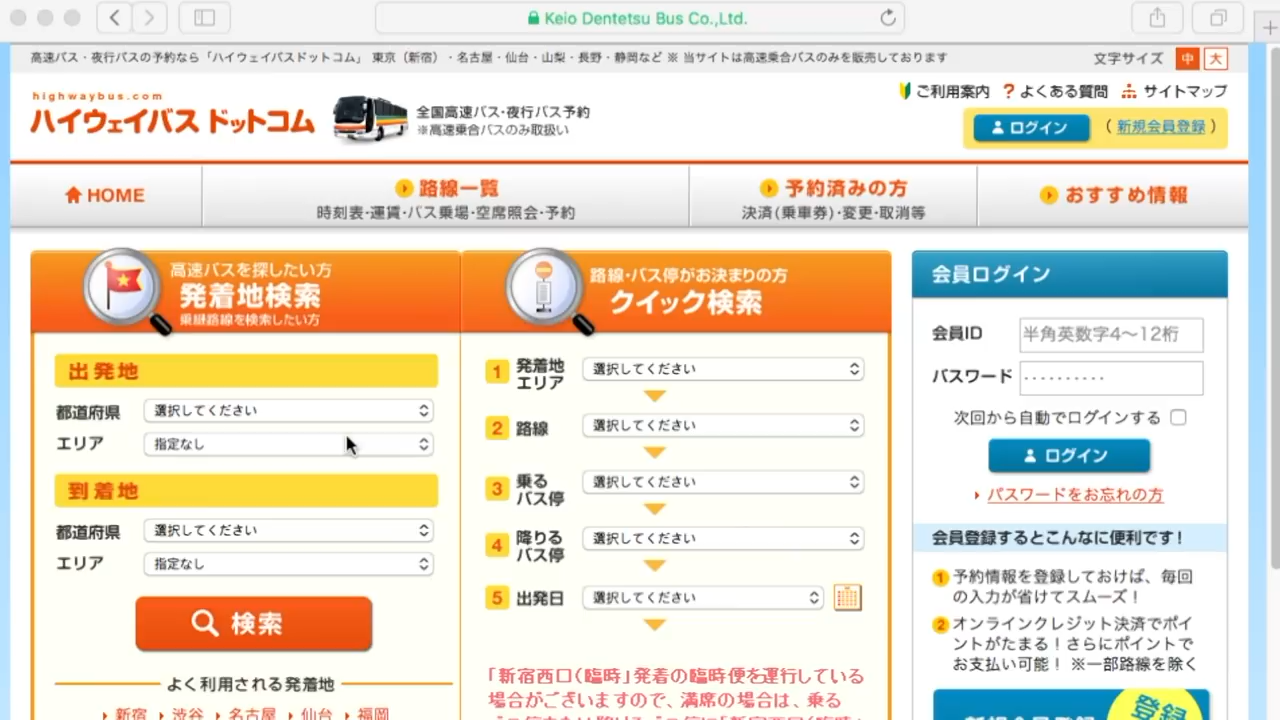 Keio Dentetsu Bus Co.,Ltd.
高速バス・夜行バスの予約なら「ハイウェイバスドットコム」 東京（新宿）・名古屋・仙台・山梨・長野・静岡など ※ 当サイトは高速乗合バスのみを販売しております
文字サイズ 中 大
ご利用案内 ? よくある質問 サイトマップ
highwaybus.com
ハイウェイバス ドットコム
全国高速バス・夜行バス予約
※高速乗合バスのみ取扱い
ログイン （新規会員登録）
HOME
路線一覧
時刻表・運賃・バス乗場・空席照会・予約
予約済みの方
決済(乗車券)・変更・取消等
おすすめ情報
高速バスを探したい方
発着地検索
乗継路線を検索したい方
出発地
都道府県 選択してください
エリア 指定なし
到着地
都道府県 選択してください
エリア 指定なし
検索
よく利用される発着地
新宿 渋谷 名古屋 仙台 福岡
路線・バス停がお決まりの方
クイック検索
1 発着地
エリア 選択してください
2 路線 選択してください
3 乗る
バス停 選択してください
4 降りる
バス停 選択してください
5 出発日 選択してください
「新宿西口(臨時)」発着の臨時便を運行している
場合がございますので、満席の場合は、乗る
会員ログイン
会員ID 半角英数字4〜12桁
パスワード ··········
次回から自動でログインする
ログイン
パスワードをお忘れの方
会員登録するとこんなに便利です！
1 予約情報を登録しておけば、毎回
の入力が省けてスムーズ！
2 オンラインクレジット決済でポイ
ントがたまる！さらにポイントで
お支払い可能！ ※一部路線を除く
登録